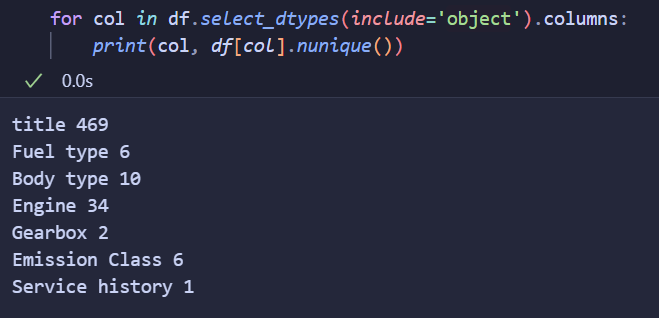 for col in df.select_dtypes(include='object').columns:
    print(col, df[col].nunique())
0.0s
title 469
Fuel type 6
Body type 10
Engine 34
Gearbox 2
Emission Class 6
Service history 1